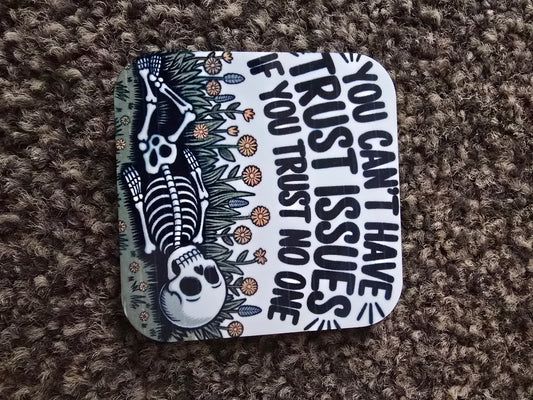 YOU CAN'T HAVE
TRUST ISSUES
IF YOU TRUST NO ONE